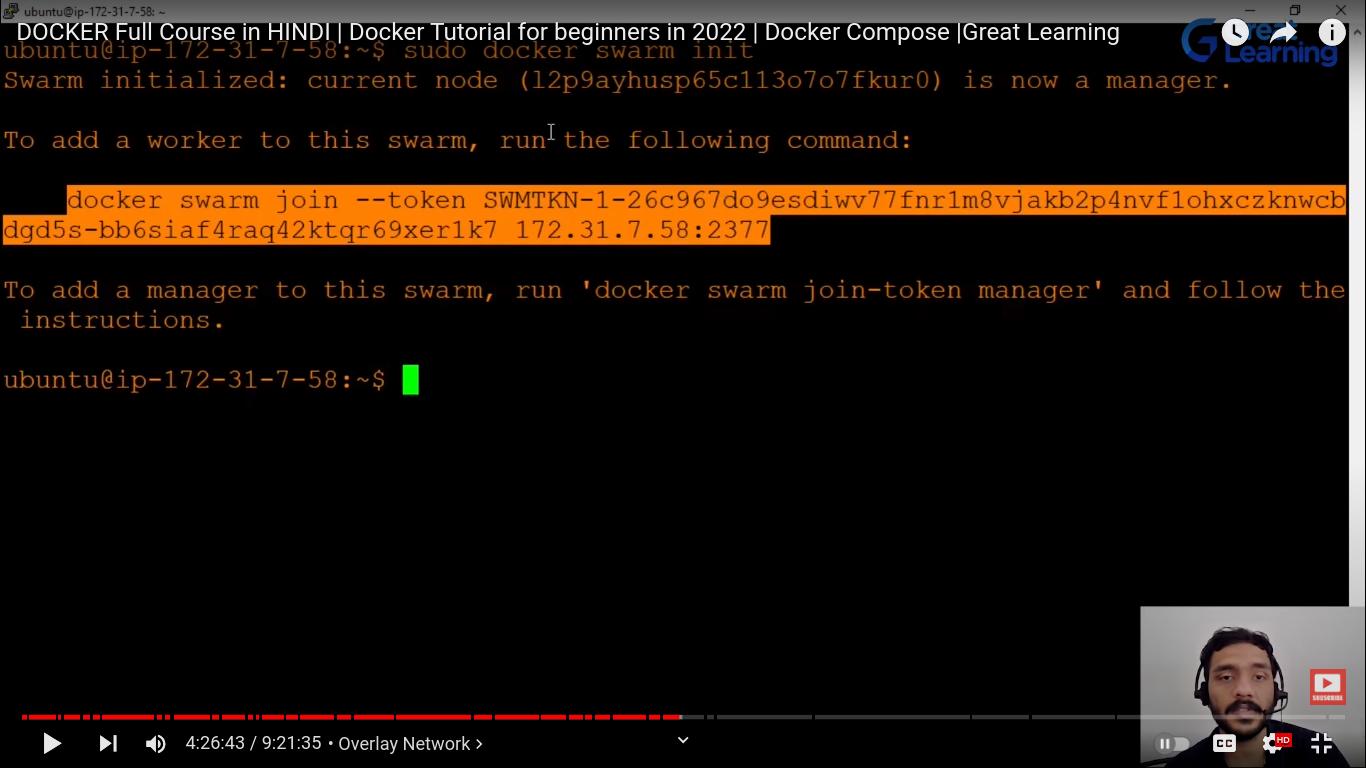 ubuntu@ip-172-31-7-58: ~
DOCKER Full Course in HINDI | Docker Tutorial for beginners in 2022 | Docker Compose |Great Learning
Great
Learning
ubuntu@ip-172-31-7-58:~$ sudo docker swarm init
Swarm initialized: current node (l2p9ayhusp65c113o7o7fkur0) is now a manager.
To add a worker to this swarm, run the following command:
docker swarm join --token SWMTKN-1-26c967do9esdiwv77fnr1m8vjakb2p4nvf1ohxczknwcb
dgd5s-bb6siaf4raq42ktqr69xer1k7 172.31.7.58:2377
To add a manager to this swarm, run 'docker swarm join-token manager' and follow the
instructions.
ubuntu@ip-172-31-7-58:~$
SUBSCRIBE
4:26:43 / 9:21:35 • Overlay Network >
CC
HD